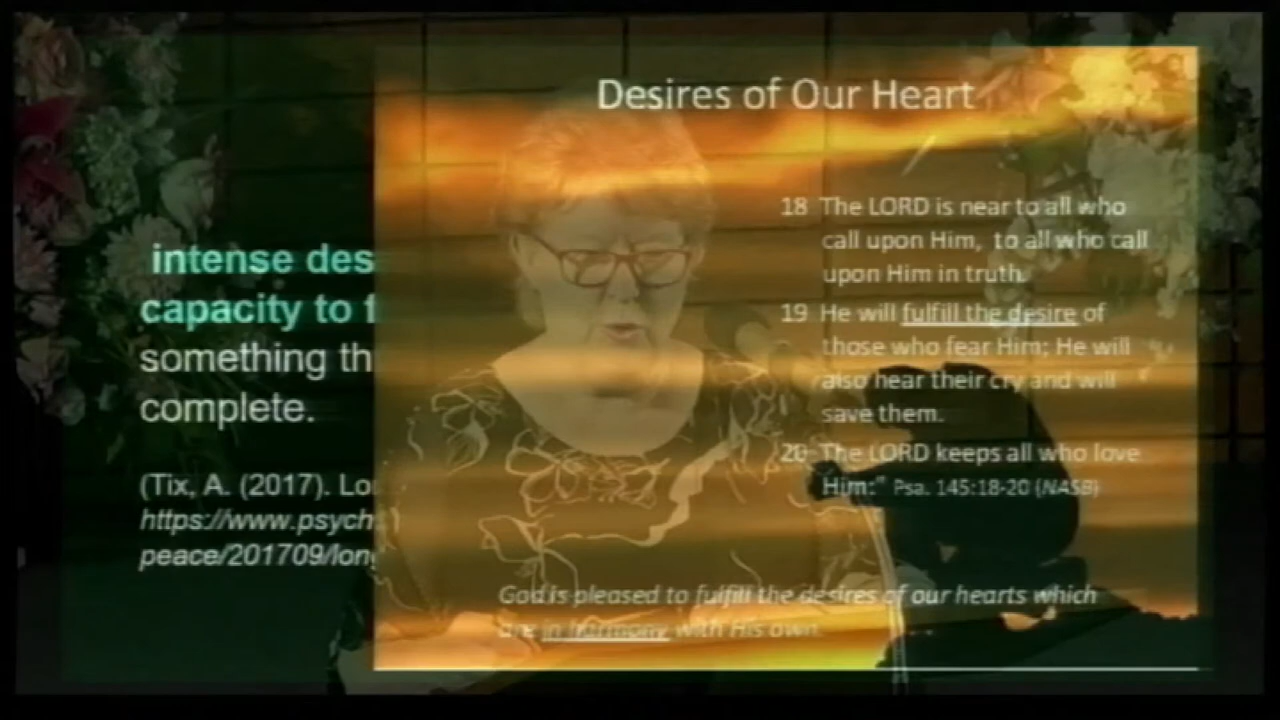 intense des
capacity to f
something th
complete.
(Tix, A. (2017). Lo
https://www.psych
peace/201709/long
Desires of Our Heart
18 The LORD is near to all who
call upon Him, to all who call
upon Him in truth.
19 He will fulfill the desire of
those who fear Him; He will
also hear their cry and will
save them.
20 The LORD keeps all who love
Him:" Psa. 145:18-20 (NASB)
God is pleased to fulfill the desires of our hearts which
are in harmony with His own.